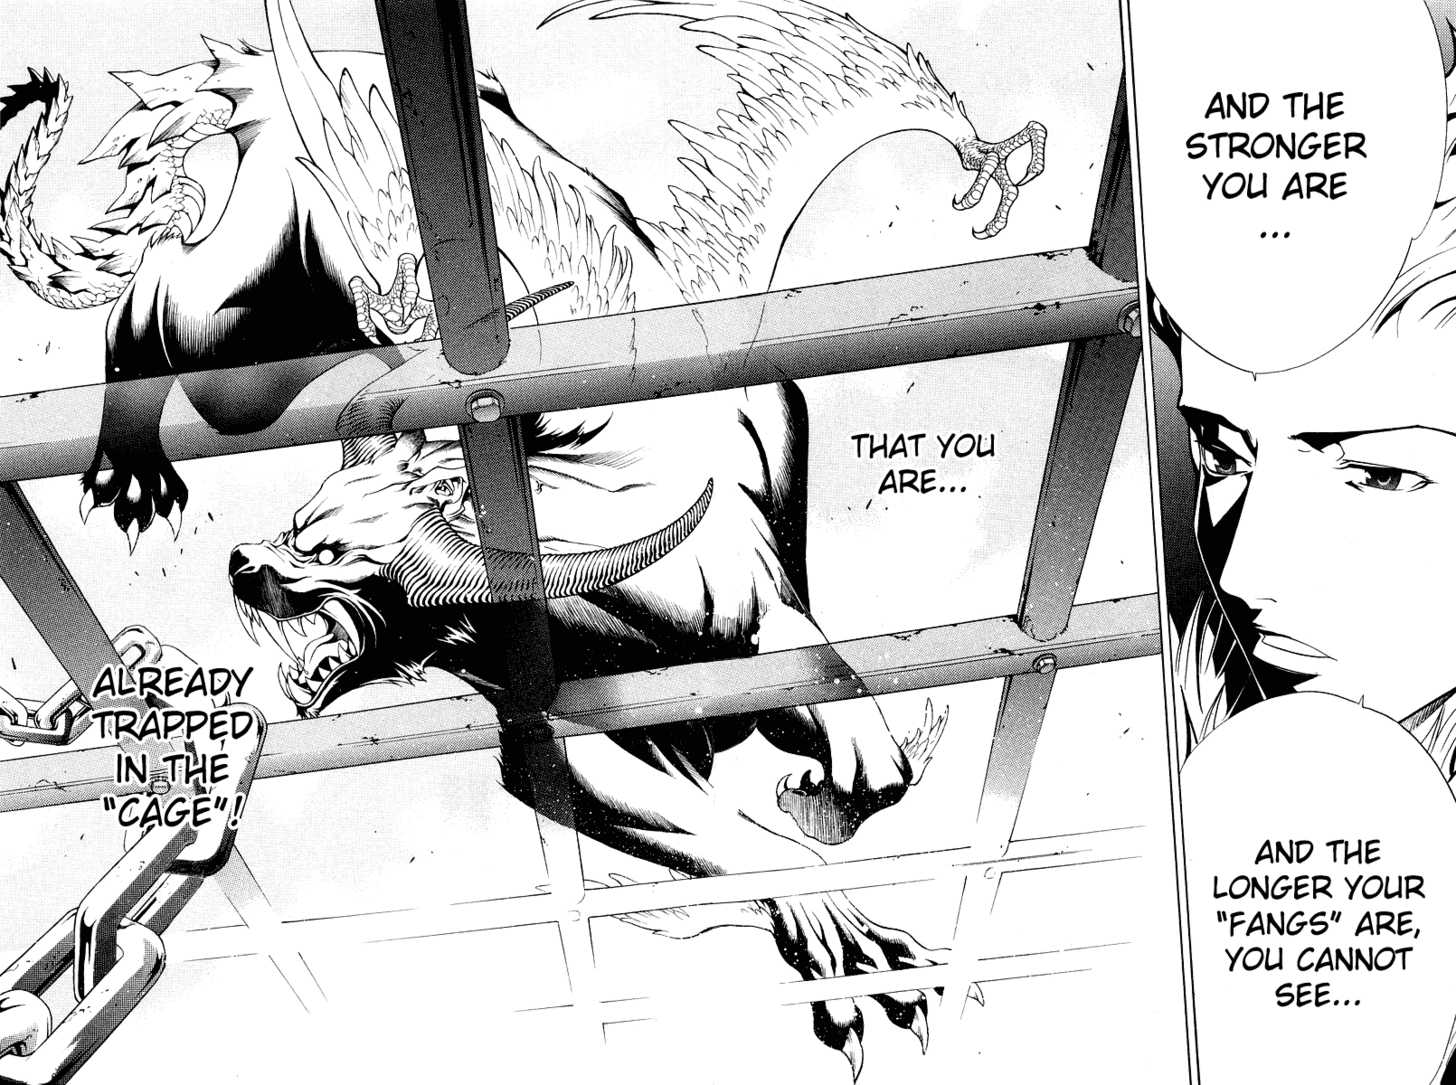 AND THE
STRONGER
YOU ARE
...
AND THE
LONGER YOUR
"FANGS" ARE,
YOU CANNOT
SEE...
THAT YOU
ARE...
ALREADY
TRAPPED
IN THE
"CAGE"!